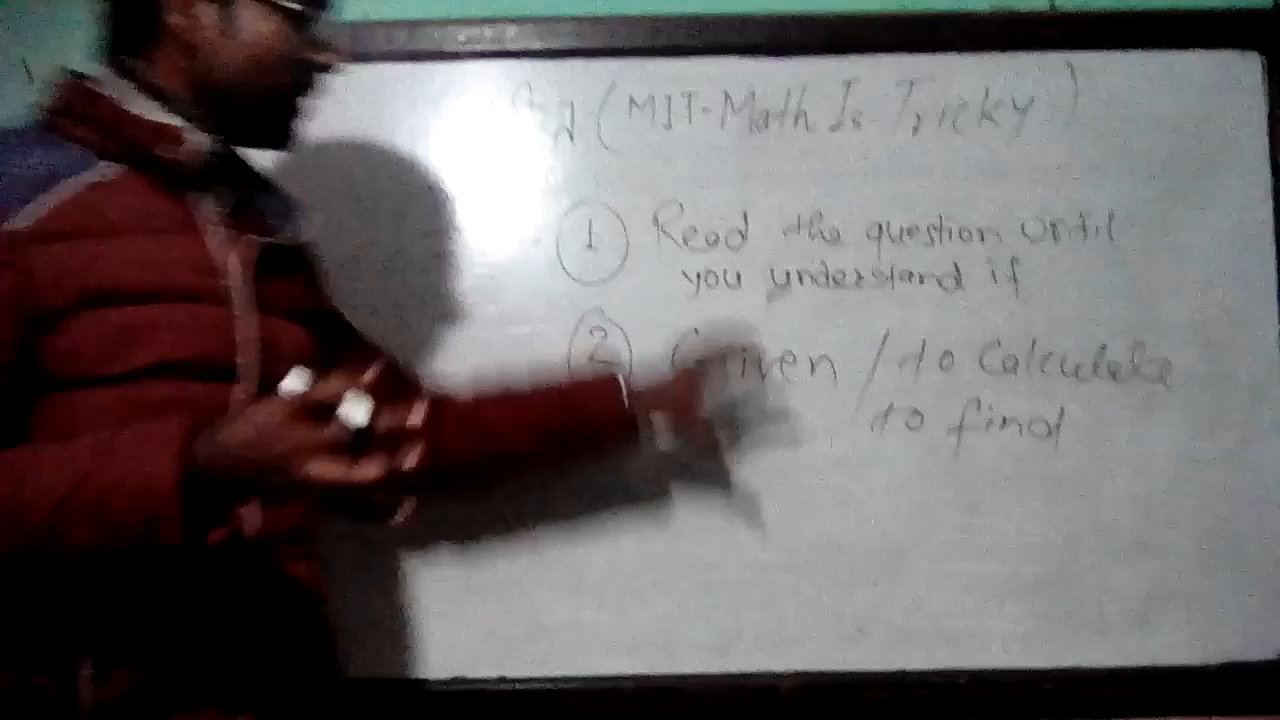 (MIT-Math Is Tricky)
1 Read the question until
you understand it
2 Given / to Calculate
to find